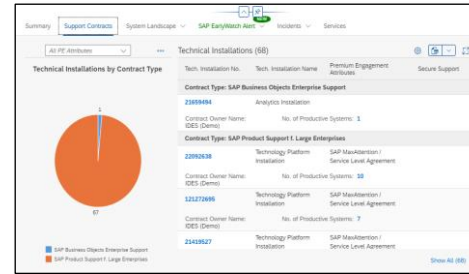 NEW
Summary Support Contracts System Landscape SAP EarlyWatch Alert Incidents Services
All PE Attributes
Technical Installations (68)
Technical Installations by Contract Type
1
67
SAP Business Objects Enterprise Support
SAP Product Support f. Large Enterprises
Tech. Installation No. Tech. Installation Name Premium Engagement Attributes Secure Support
Contract Type: SAP Business Objects Enterprise Support
21659494 Analytics Installation
Contract Owner Name: IDES (Demo) No. of Productive Systems: 1
Contract Type: SAP Product Support f. Large Enterprises
22092638 Technology Platform Installation SAP MaxAttention / Service Level Agreement
Contract Owner Name: IDES (Demo) No. of Productive Systems: 10
121272695 Technology Platform Installation SAP MaxAttention / Service Level Agreement
Contract Owner Name: IDES (Demo) No. of Productive Systems: 7
21419527 Technology Platform Installation SAP MaxAttention / Service Level Agreement
Show All (68)